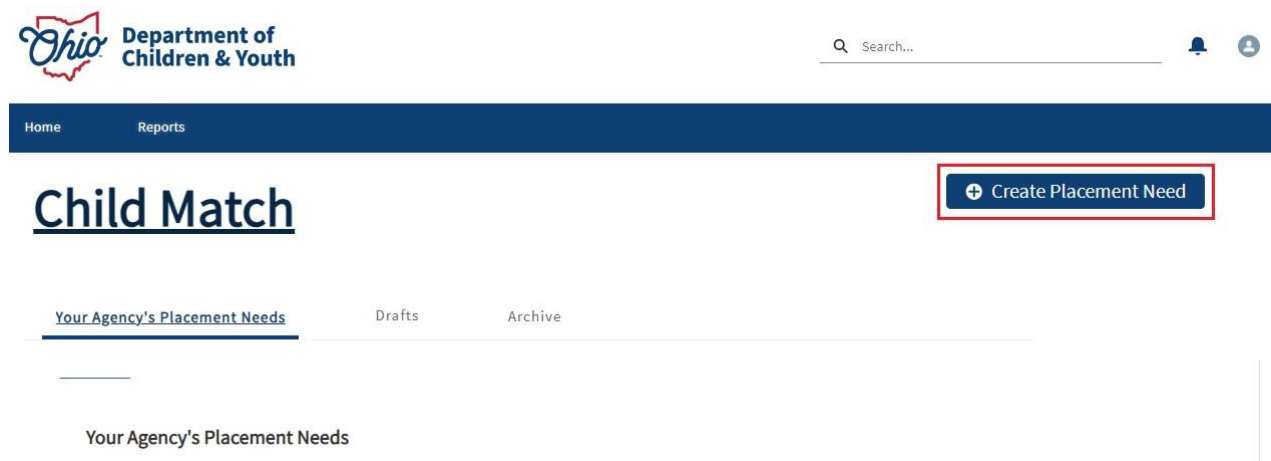 Ohio
Department of
Children & Youth
Search...
Home
Reports
Child Match
Create Placement Need
Your Agency's Placement Needs
Drafts
Archive
Your Agency's Placement Needs